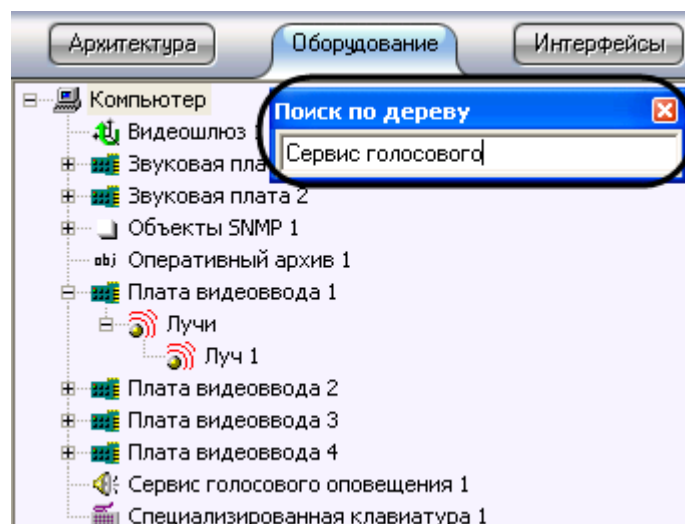 Архитектура Оборудование Интерфейсы
Компьютер
Поиск по дереву
Видеошлюз
Сервис голосового
Звуковая
Звуковая плата 2
Объекты SNMP 1
obj Оперативный архив 1
Плата видеоввода 1
Лучи
Луч 1
Плата видеоввода 2
Плата видеоввода 3
Плата видеоввода 4
Сервис голосового оповещения 1
Специализированная клавиатура 1